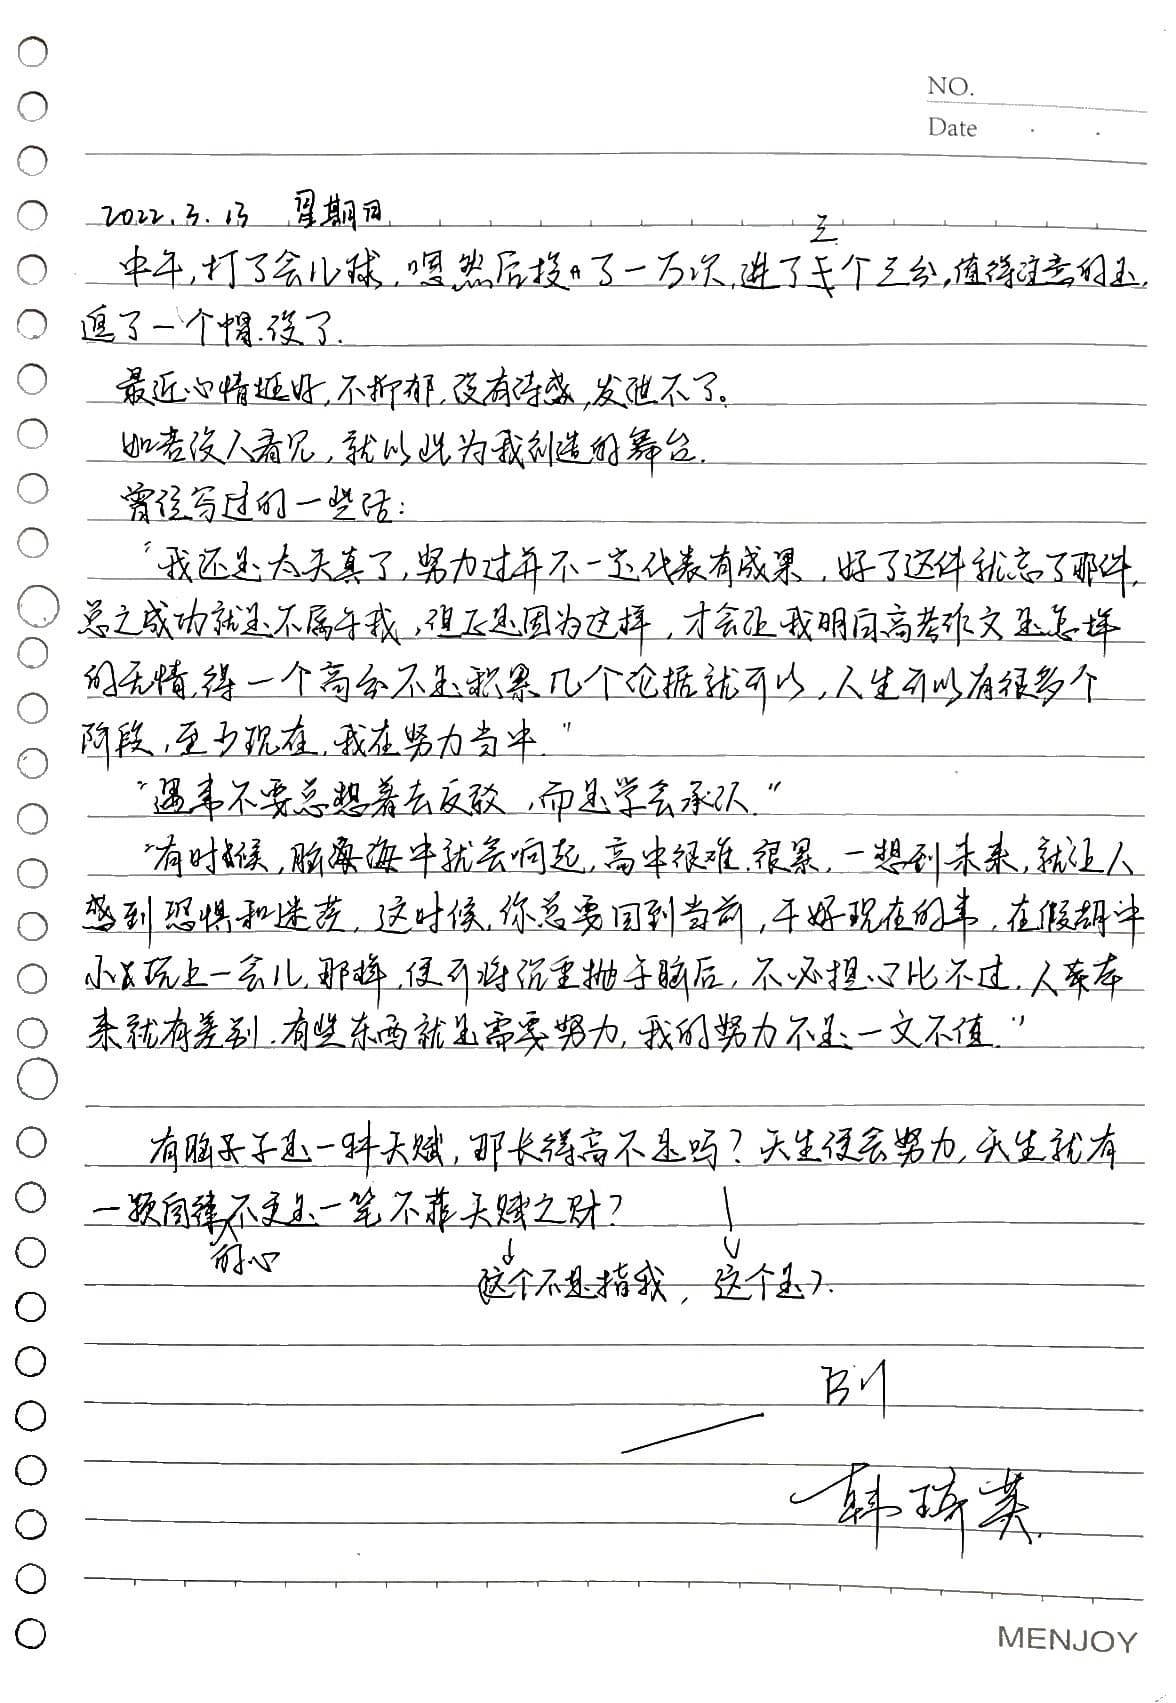 NO.
Date
2022.3.13 星期日
中午,打了会儿球,嗯然后投了一万次,进了三个三分,值得注意的是,
逼了一个帽.没了.
最近心情挺好,不抑郁,没有诗感,发泄不了。
如若没人看见,就以此为我创造的舞台.
曾经写过的一些话:
“我还是太天真了,努力过并不一定代表有成果,好了这件就忘了那件,
总之成功就是不属于我,但正是因为这样,才会让我明白高考作文是怎样
的无情,得一个高分不是积累几个论据就可以,人生可以有很多个
阶段,至少现在,我在努力当中.”
“遇事不要总想着去反驳,而是学会承认.”
“有时候,脑海中就会响起,高中很难.很累,一想到未来,就让人
感到恐惧和迷茫,这时候,你总要回到当前,干好现在的事,在假期中
小玩上一会儿,那样,便可将沉重抛于脑后,不必担心比不过,人本
来就有差别.有些东西就是需要努力,我的努力不是一文不值.”
有脑子是一种天赋,那长得高不是吗?天生便会努力,天生就有
一颗自律的心不更是一笔不菲天赋之财?
这个不是指我,这个是?
韩琦英.
MENJOY